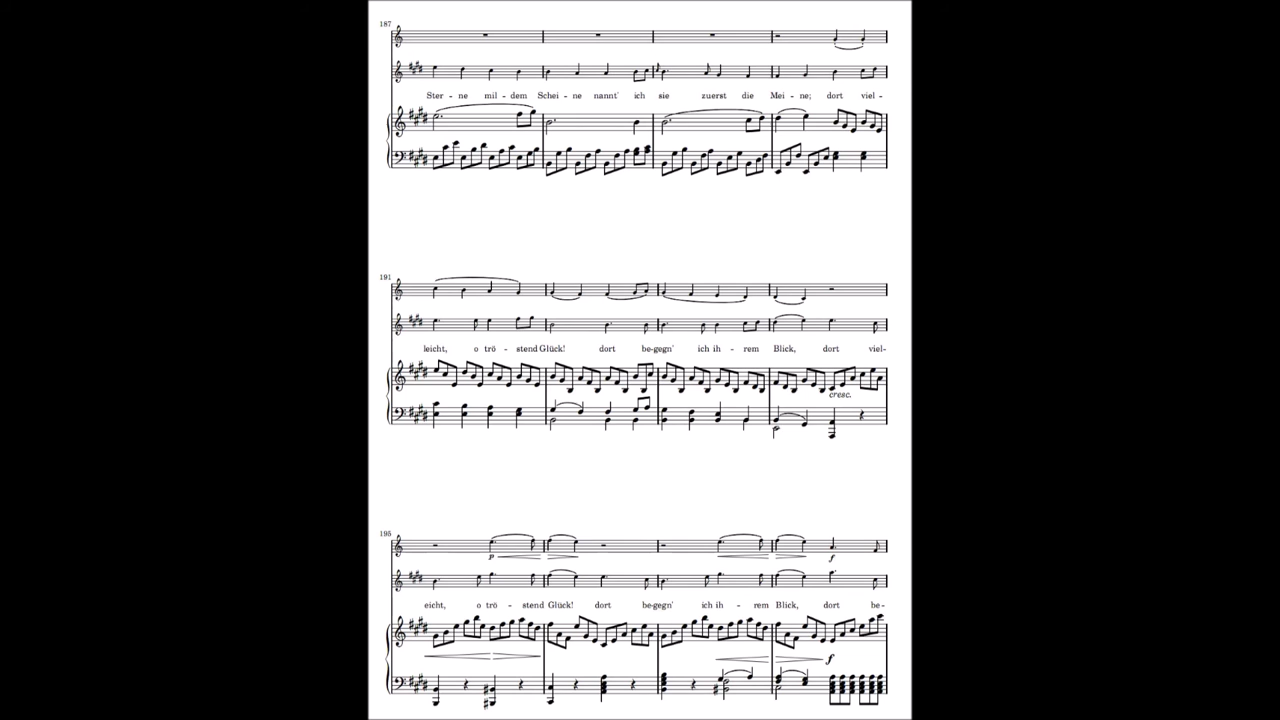 187
Ster - ne mil - dem Schei - ne nannt' ich sie zuerst die Mei - ne; dort viel -
191
leicht, o trö - stend Glück! dort be-gegn' ich ih - rem Blick, dort viel-
cresc.
195
p f
eicht, o trö - stend Glück! dort be-gegn' ich ih - rem Blick, dort be-
f